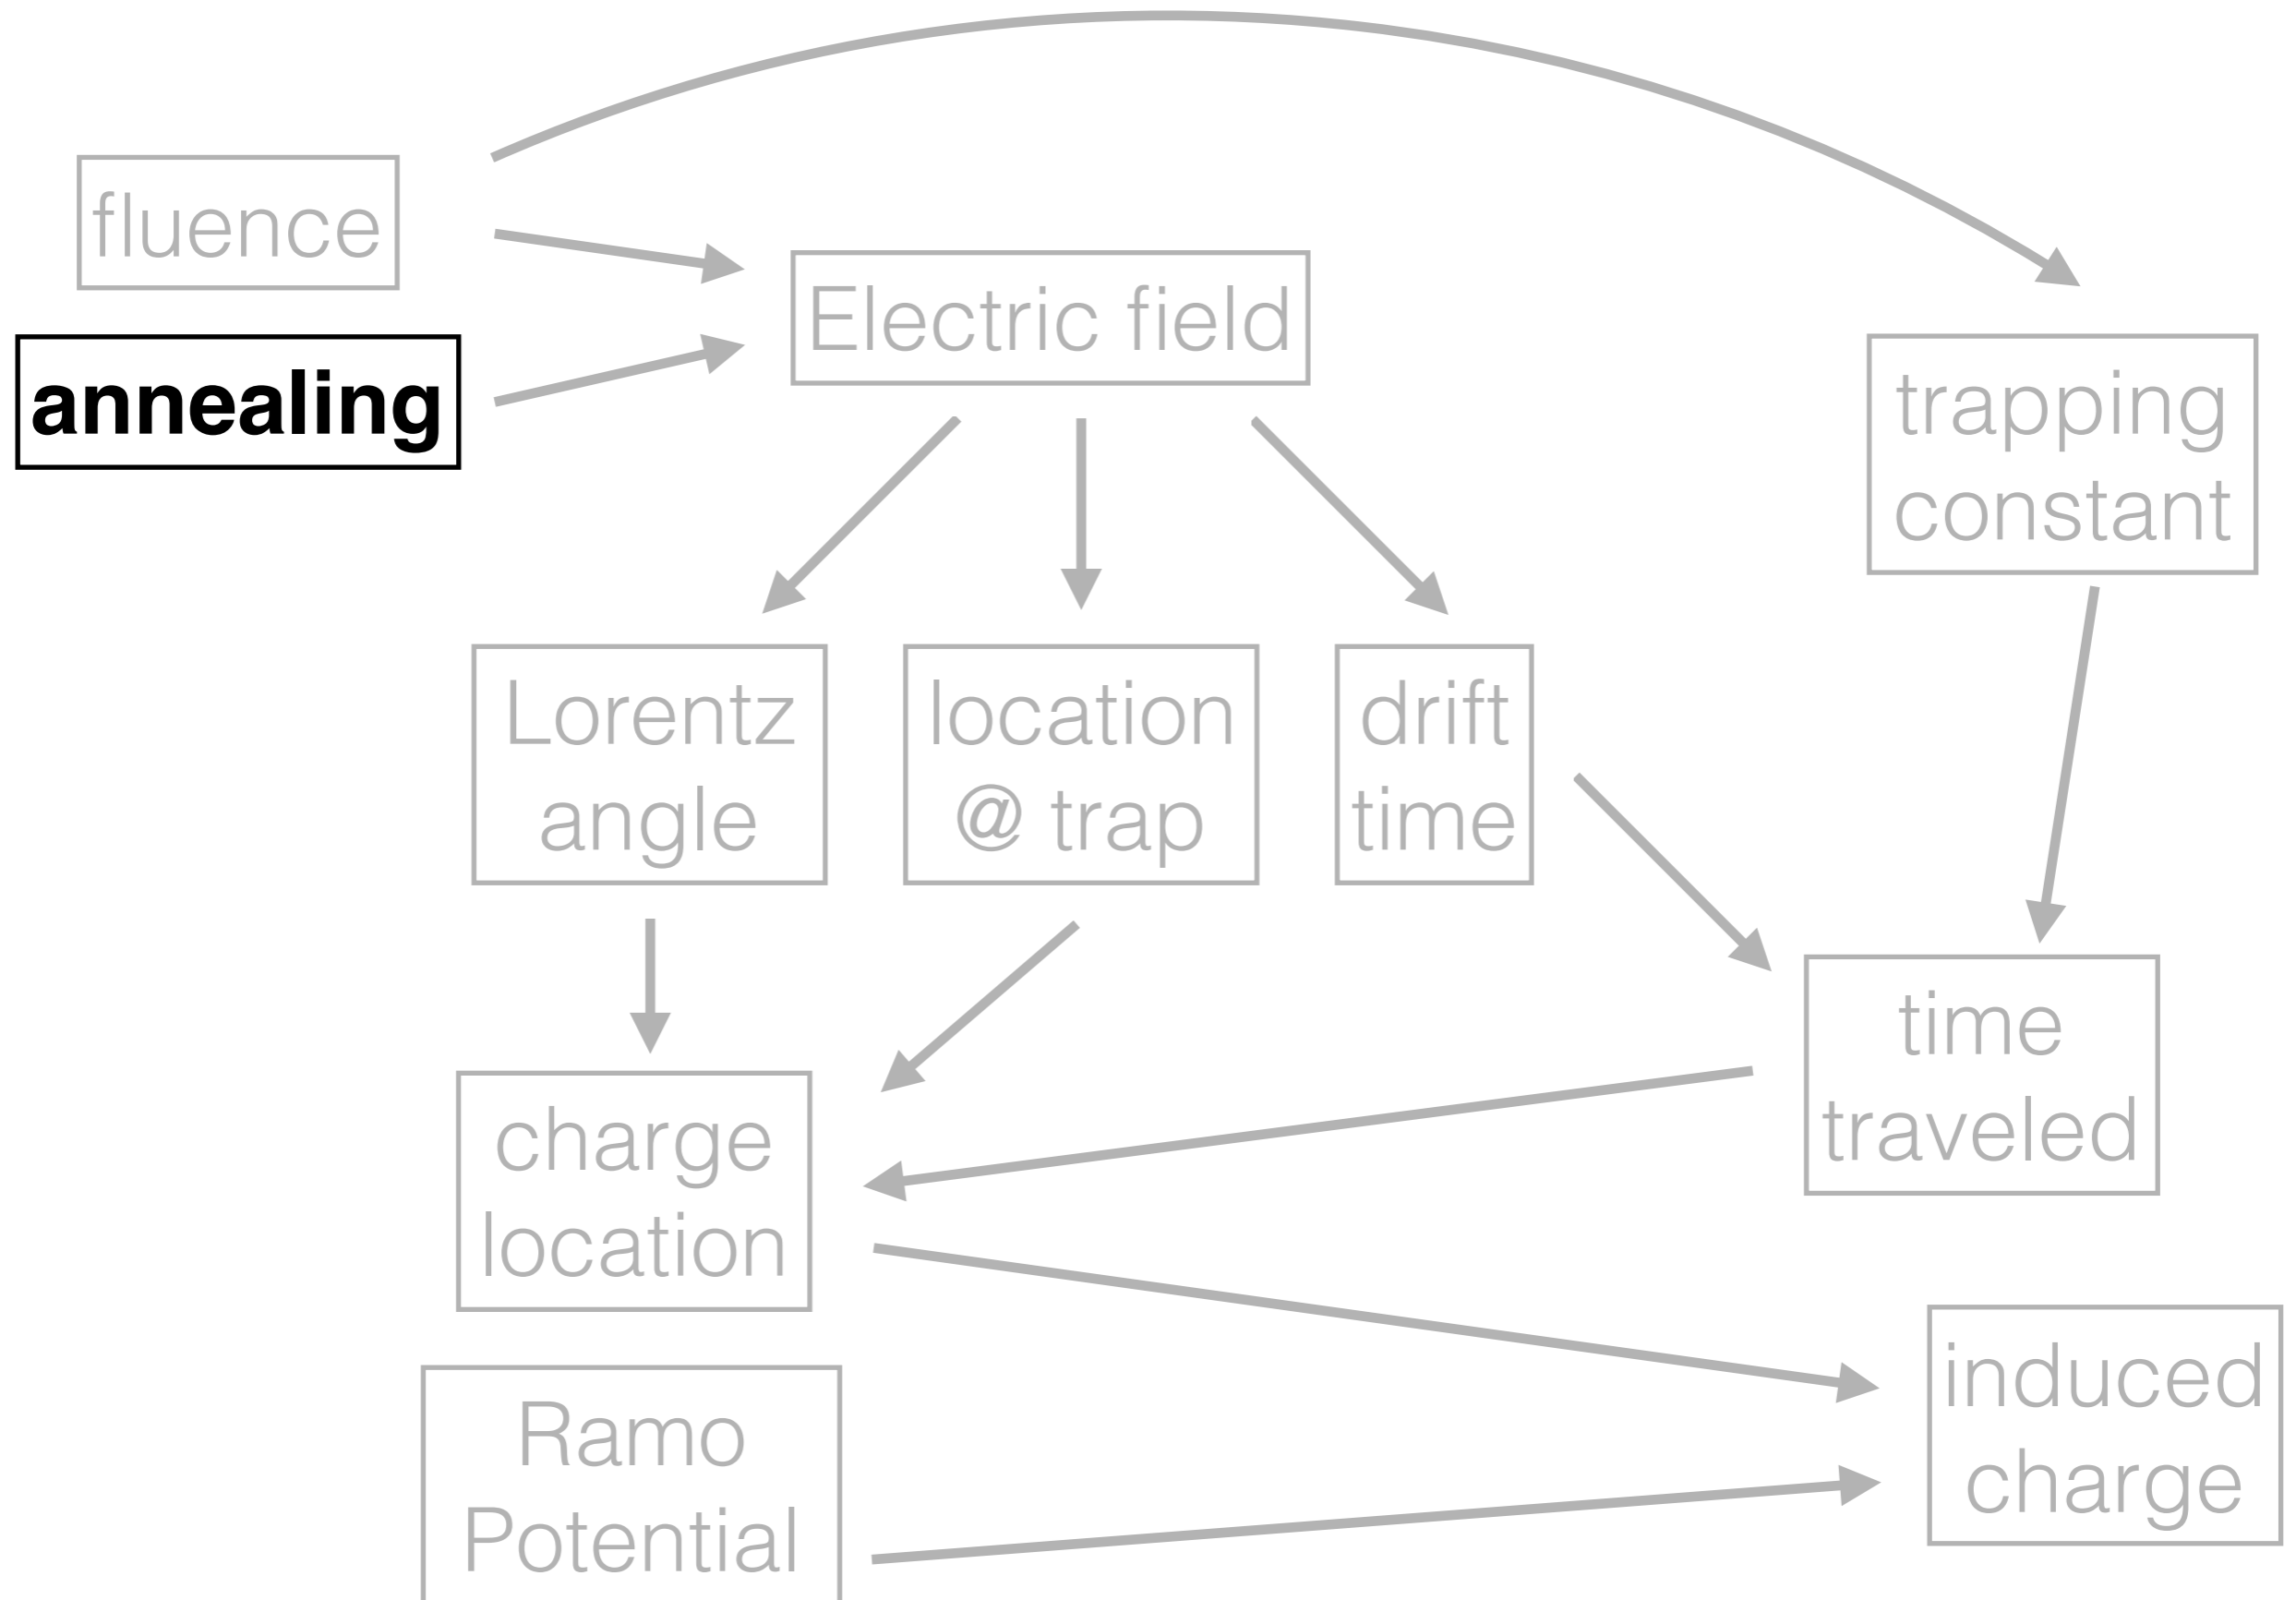 fluence
annealing
Electric field
trapping
constant
Lorentz
angle
location
@ trap
drift
time
time
traveled
charge
location
induced
charge
Ramo
Potential